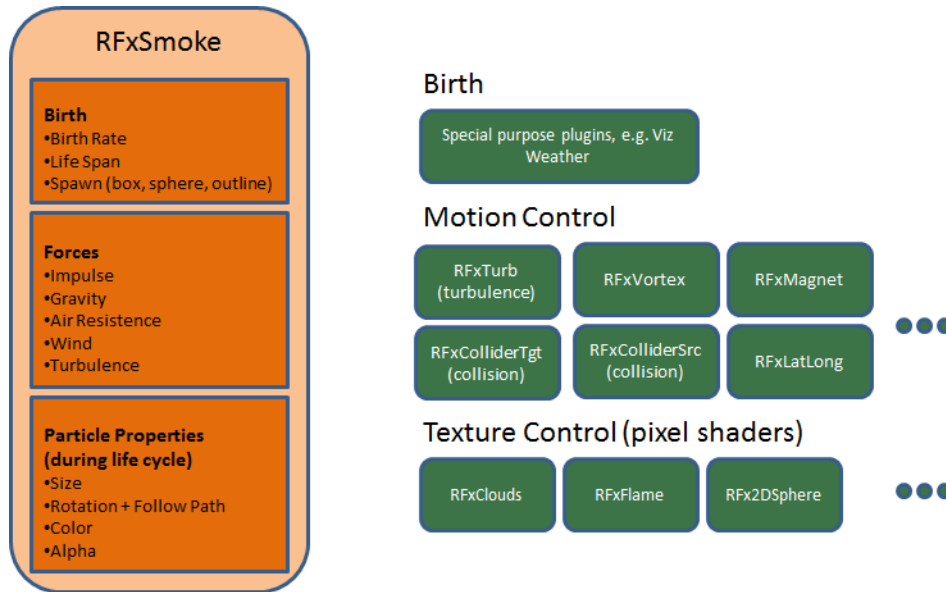 RFxSmoke
Birth
•Birth Rate
•Life Span
•Spawn (box, sphere, outline)
Forces
•Impulse
•Gravity
•Air Resistence
•Wind
•Turbulence
Particle Properties
(during life cycle)
•Size
•Rotation + Follow Path
•Color
•Alpha
Birth
Special purpose plugins, e.g. Viz
Weather
Motion Control
RFxTurb
(turbulence)
RFxVortex
RFxMagnet
RFxColliderTgt
(collision)
RFxColliderSrc
(collision)
RFxLatLong
Texture Control (pixel shaders)
RFxClouds
RFxFlame
RFx2DSphere